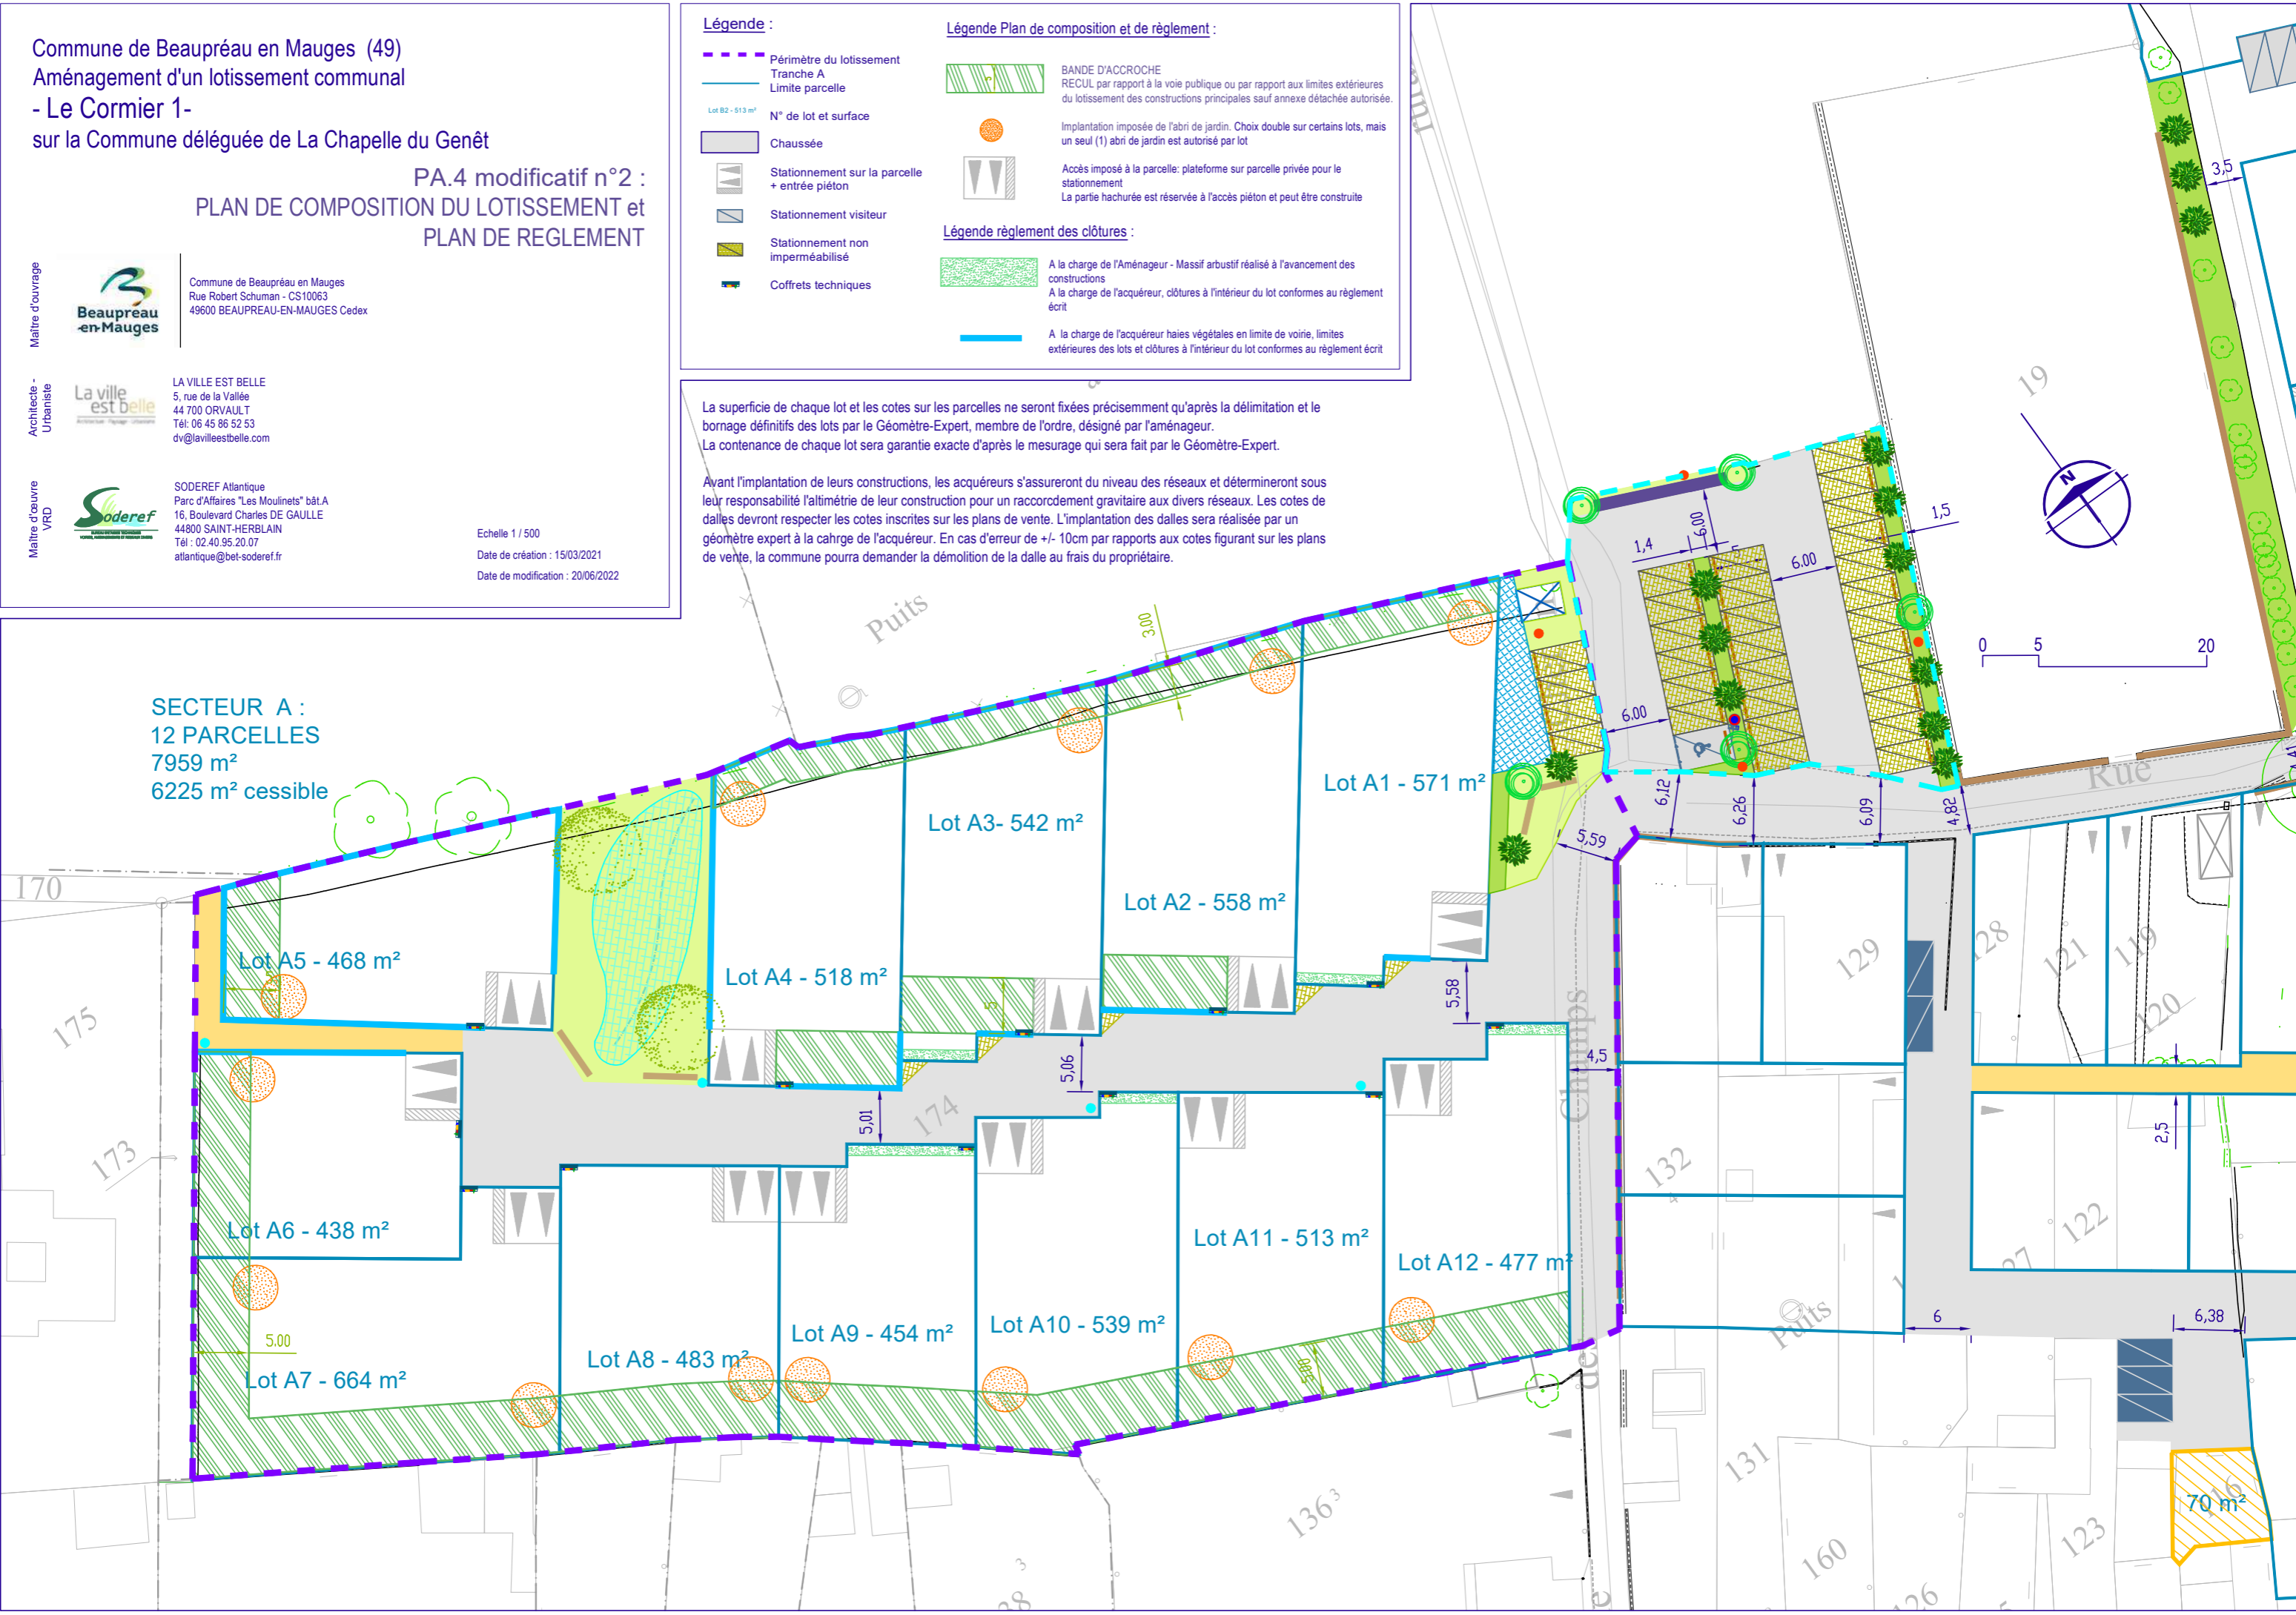 Commune de Beaupréau en Mauges (49)
Aménagement d'un lotissement communal
- Le Cormier 1-
sur la Commune déléguée de La Chapelle du Genêt
PA.4 modificatif n°2 :
PLAN DE COMPOSITION DU LOTISSEMENT et
PLAN DE REGLEMENT
Maître d'ouvrage
Beaupreau
-en-Mauges
Commune de Beaupréau en Mauges
Rue Robert Schuman - CS10063
49600 BEAUPREAU-EN-MAUGES Cedex
Architecte -
Urbaniste
La ville
est belle
LA VILLE EST BELLE
5, rue de la Vallée
44 700 ORVAULT
Tél: 06 45 86 52 53
dv@lavilleestbelle.com
Maître d'œuvre
VRD
Soderef
SODEREF Atlantique
Parc d'Affaires "Les Moulinets" bât.A
16, Boulevard Charles DE GAULLE
44800 SAINT-HERBLAIN
Tél : 02.40.95.20.07
atlantique@bet-soderef.fr
Echelle 1 / 500
Date de création : 15/03/2021
Date de modification : 20/06/2022
Légende :
Périmètre du lotissement
Tranche A
Limite parcelle
Lot B2 - 513 m²
N° de lot et surface
Chaussée
Stationnement sur la parcelle
+ entrée piéton
Stationnement visiteur
Stationnement non
imperméabilisé
Coffrets techniques
Légende Plan de composition et de règlement :
BANDE D'ACCROCHE
RECUL par rapport à la voie publique ou par rapport aux limites extérieures
du lotissement des constructions principales sauf annexe détachée autorisée.
Implantation imposée de l'abri de jardin. Choix double sur certains lots, mais
un seul (1) abri de jardin est autorisé par lot
Accès imposé à la parcelle: plateforme sur parcelle privée pour le
stationnement
La partie hachurée est réservée à l'accès piéton et peut être construite
Légende règlement des clôtures :
A la charge de l'Aménageur - Massif arbustif réalisé à l'avancement des
constructions
A la charge de l'acquéreur, clôtures à l'intérieur du lot conformes au règlement
écrit
A la charge de l'acquéreur haies végétales en limite de voirie, limites
extérieures des lots et clôtures à l'intérieur du lot conformes au règlement écrit
La superficie de chaque lot et les cotes sur les parcelles ne seront fixées précisemment qu'après la délimitation et le
bornage définitifs des lots par le Géomètre-Expert, membre de l'ordre, désigné par l'aménageur.
La contenance de chaque lot sera garantie exacte d'après le mesurage qui sera fait par le Géomètre-Expert.
Avant l'implantation de leurs constructions, les acquéreurs s'assureront du niveau des réseaux et détermineront sous
leur responsabilité l'altimétrie de leur construction pour un raccorcdement gravitaire aux divers réseaux. Les cotes de
dalles devront respecter les cotes inscrites sur les plans de vente. L'implantation des dalles sera réalisée par un
géomètre expert à la cahrge de l'acquéreur. En cas d'erreur de +/- 10cm par rapports aux cotes figurant sur les plans
de vente, la commune pourra demander la démolition de la dalle au frais du propriétaire.
SECTEUR A :
12 PARCELLES
7959 m²
6225 m² cessible
Puits
3.00
19
N
3,5
1,5
1,4
6.00
6.00
6.00
0 5 20
Rue
6,12
6,26
6,09
4,82
5,59
Lot A1 - 571 m²
Lot A3- 542 m²
Lot A2 - 558 m²
170
Lot A5 - 468 m²
Lot A4 - 518 m²
5
5,58
129
128
121
119
120
175
5,06
4,5
Champs
des
5,01
174
173
132
2,5
122
Lot A6 - 438 m²
Lot A11 - 513 m²
Lot A12 - 477 m²
Puits
6
6,38
5.00
Lot A9 - 454 m²
Lot A10 - 539 m²
Lot A8 - 483 m²
Lot A7 - 664 m²
5.00
131
136³
3
70 m²
116
123
160
126